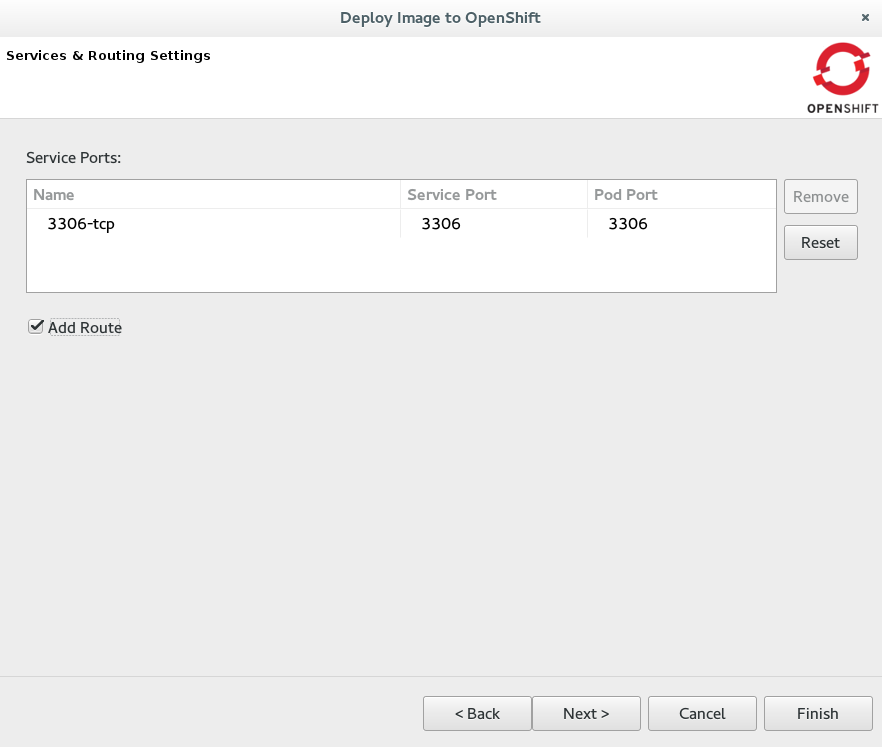 Deploy Image to OpenShift
×
Services & Routing Settings
OPENSHIFT
Service Ports:
Name Service Port Pod Port
3306-tcp 3306 3306
Remove
Reset
Add Route
< Back Next > Cancel Finish